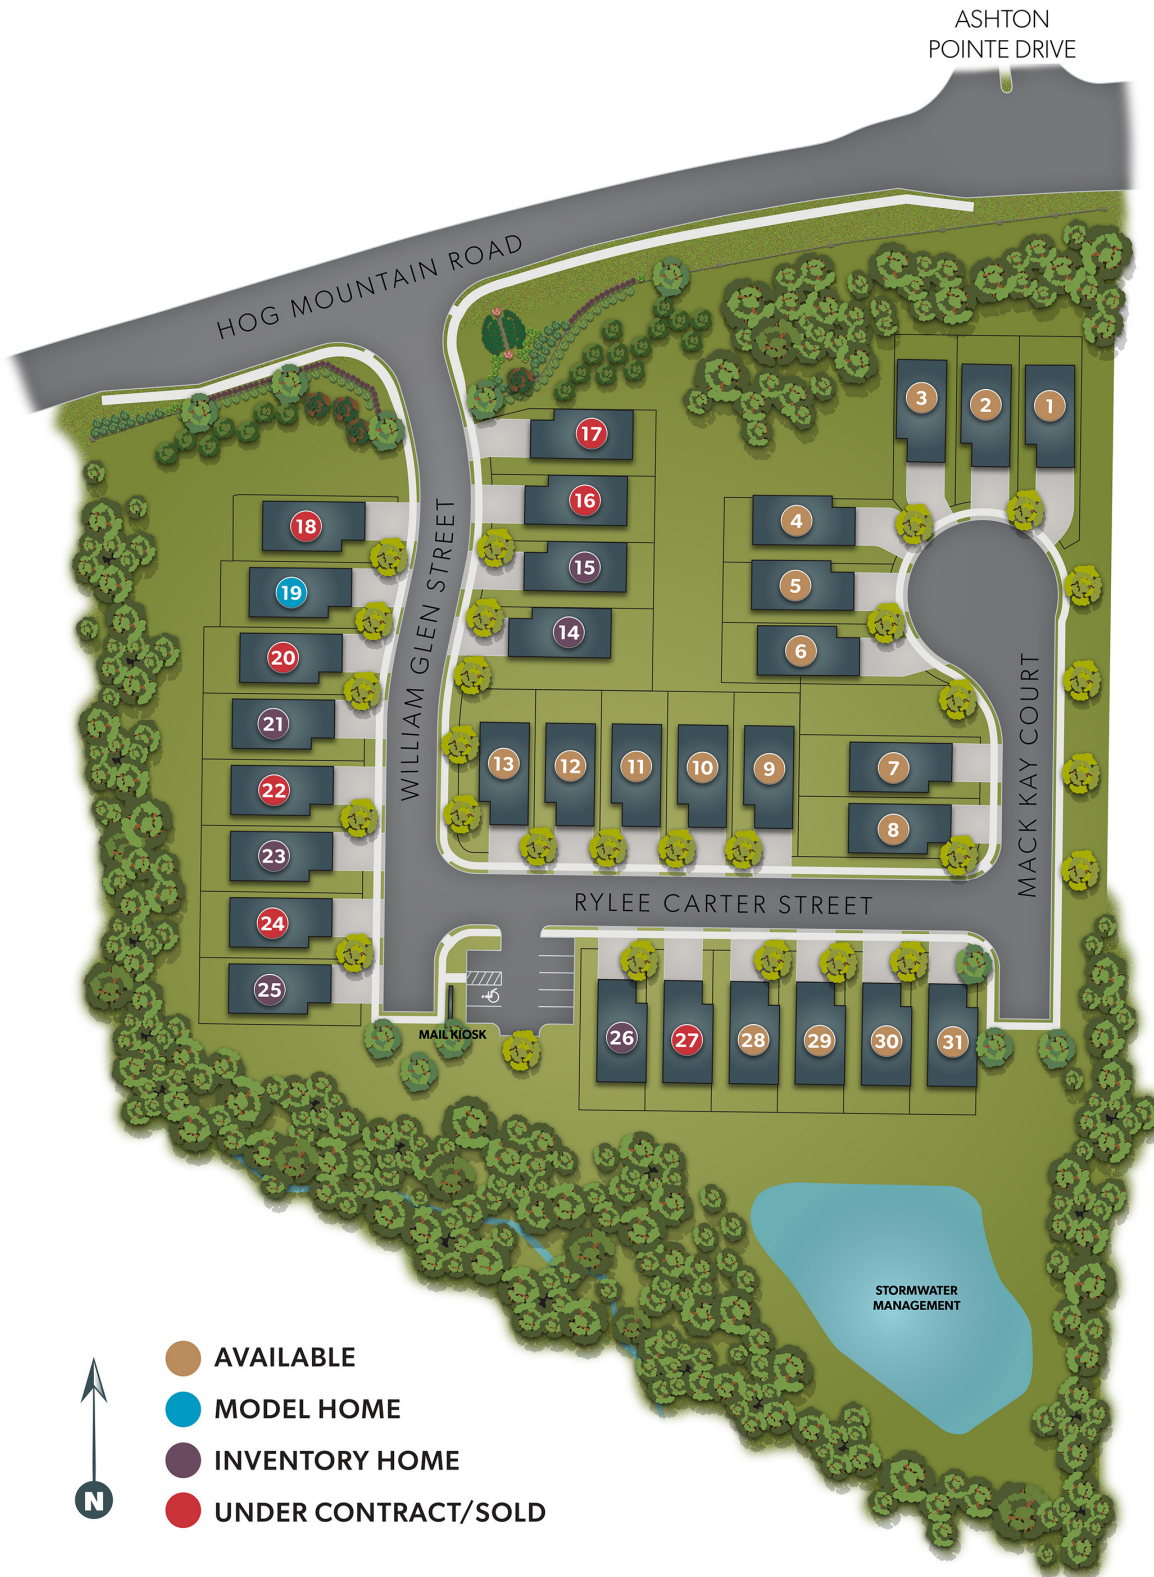 ASHTON
POINTE DRIVE
HOG MOUNTAIN ROAD
3
2
1
17
16
15
14
18
19
20
21
22
23
24
25
WILLIAM GLEN STREET
4
5
6
7
8
MACK KAY COURT
13
12
11
10
9
RYLEE CARTER STREET
MAIL KIOSK
26
27
28
29
30
31
STORMWATER
MANAGEMENT
AVAILABLE
MODEL HOME
INVENTORY HOME
UNDER CONTRACT/SOLD
N